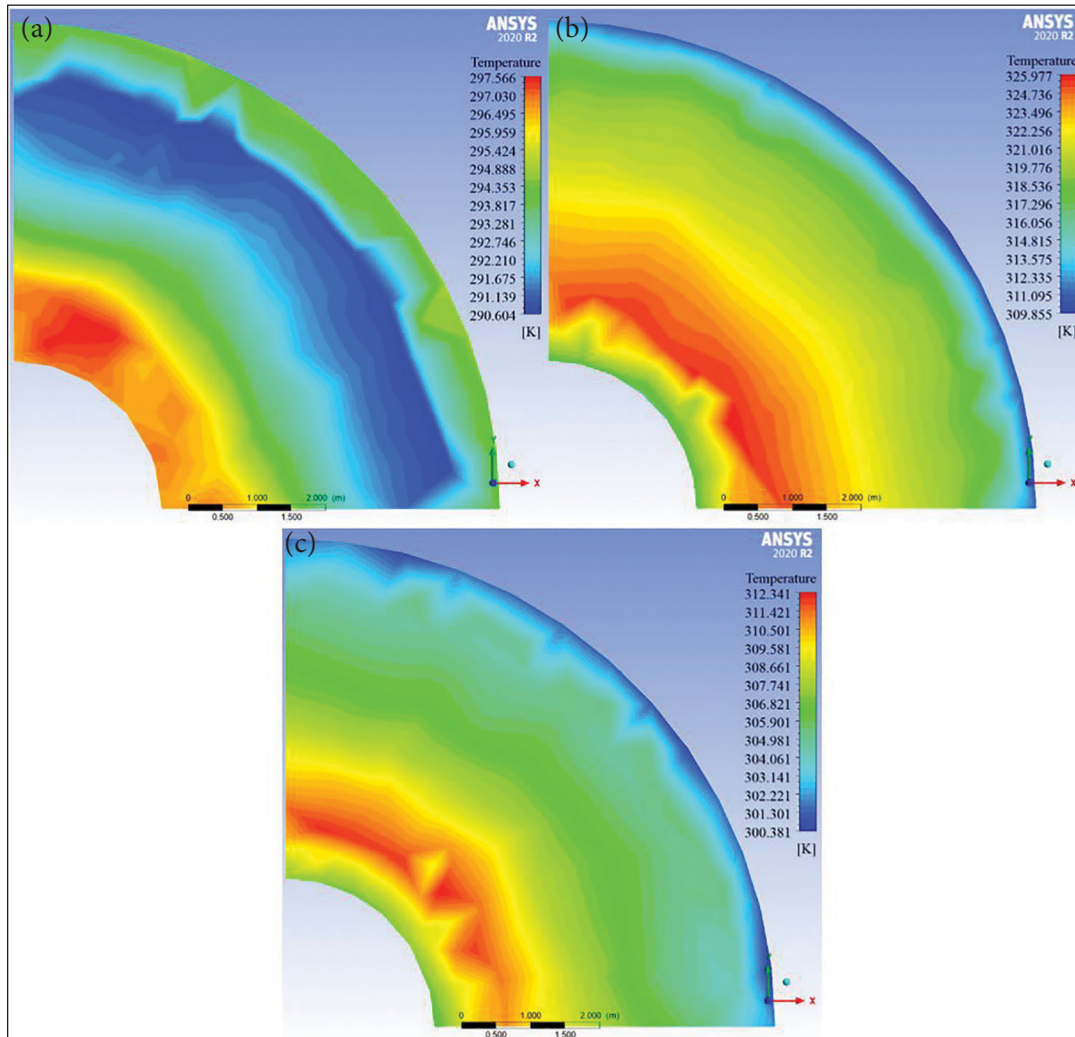 (a)
ANSYS
2020 R2
Temperature
297.566
297.030
296.495
295.959
295.424
294.888
294.353
293.817
293.281
292.746
292.210
291.675
291.139
290.604
[K]
Y
X
0 1.000 2.000 (m)
0.500 1.500
(b)
ANSYS
2020 R2
Temperature
325.977
324.736
323.496
322.256
321.016
319.776
318.536
317.296
316.056
314.815
313.575
312.335
311.095
309.855
[K]
Y
X
0 1.000 2.000 (m)
0.500 1.500
(c)
ANSYS
2020 R2
Temperature
312.341
311.421
310.501
309.581
308.661
307.741
306.821
305.901
304.981
304.061
303.141
302.221
301.301
300.381
[K]
X
0 1.000 2.000 (m)
0.500 1.500